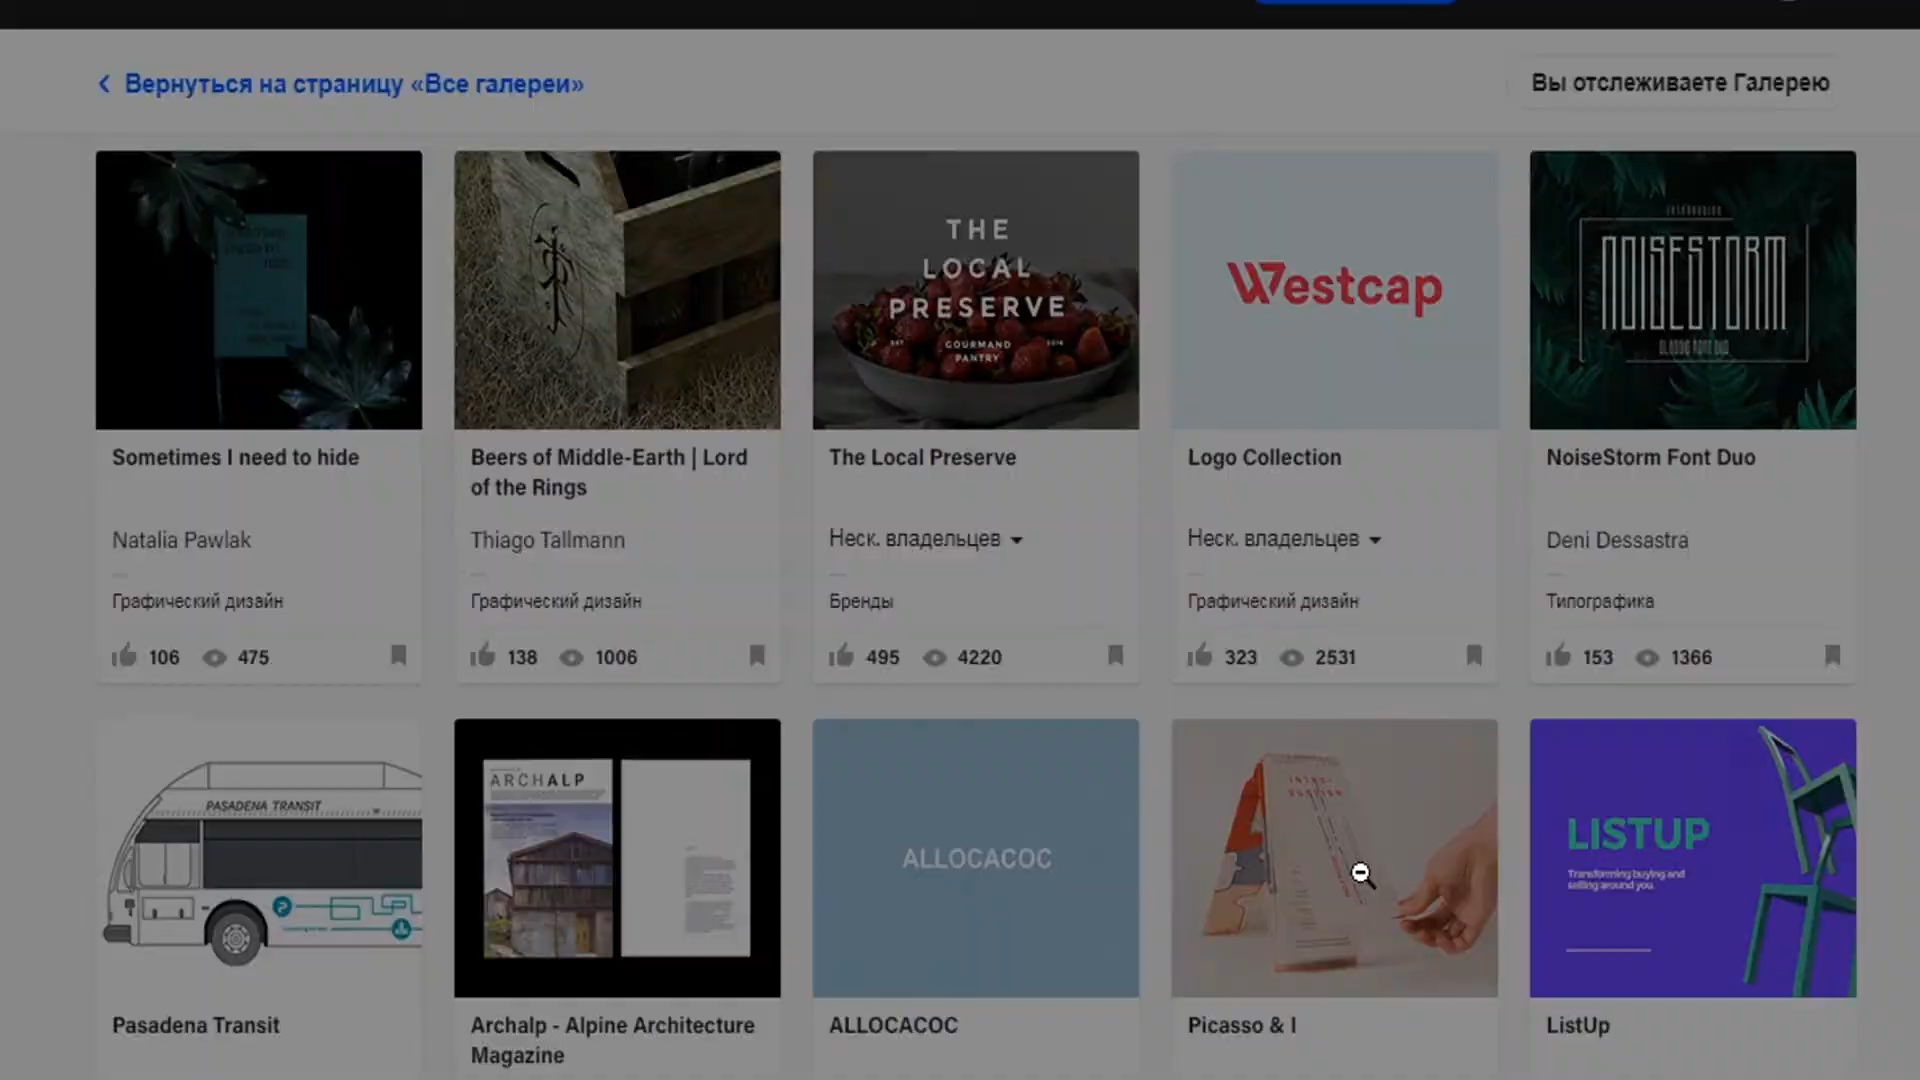 Вернуться на страницу «Все галереи»
Вы отслеживаете Галерею
THE
LOCAL
PRESERVE
GOURMAND
PANTRY
Westcap
NOISESTORM
Sometimes I need to hide
Beers of Middle-Earth | Lord
of the Rings
The Local Preserve
Logo Collection
NoiseStorm Font Duo
Natalia Pawlak
Thiago Tallmann
Неск. владельцев
Неск. владельцев
Deni Dessastra
Графический дизайн
Графический дизайн
Бренды
Графический дизайн
Типографика
106 475
138 1006
495 4220
323 2531
153 1366
PASADENA TRANSIT
ARCHALP
ALLOCACOC
LISTUP
Transforming buying and
selling around you.
Pasadena Transit
Archalp - Alpine Architecture
Magazine
ALLOCACOC
Picasso & I
ListUp